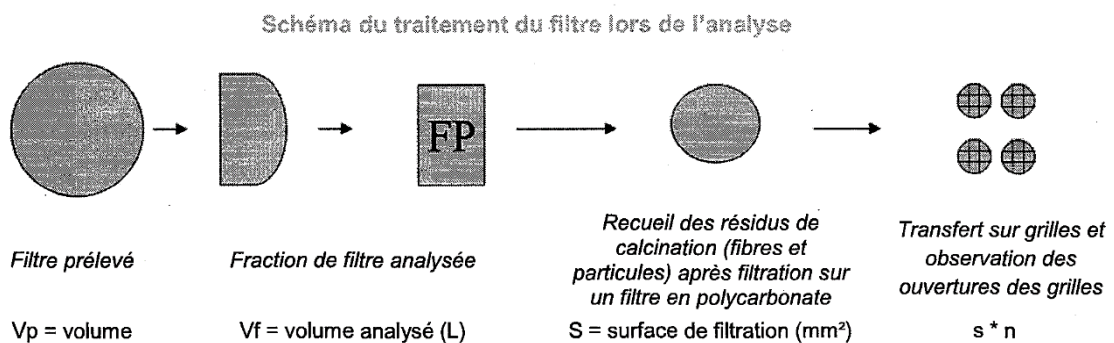 Schéma du traitement du filtre lors de l'analyse
FP
Filtre prélevé
Fraction de filtre analysée
Recueil des résidus de
calcination (fibres et
particules) après filtration sur
un filtre en polycarbonate
Transfert sur grilles et
observation des
ouvertures des grilles
Vp = volume
Vf = volume analysé (L)
S = surface de filtration (mm²)
s * n